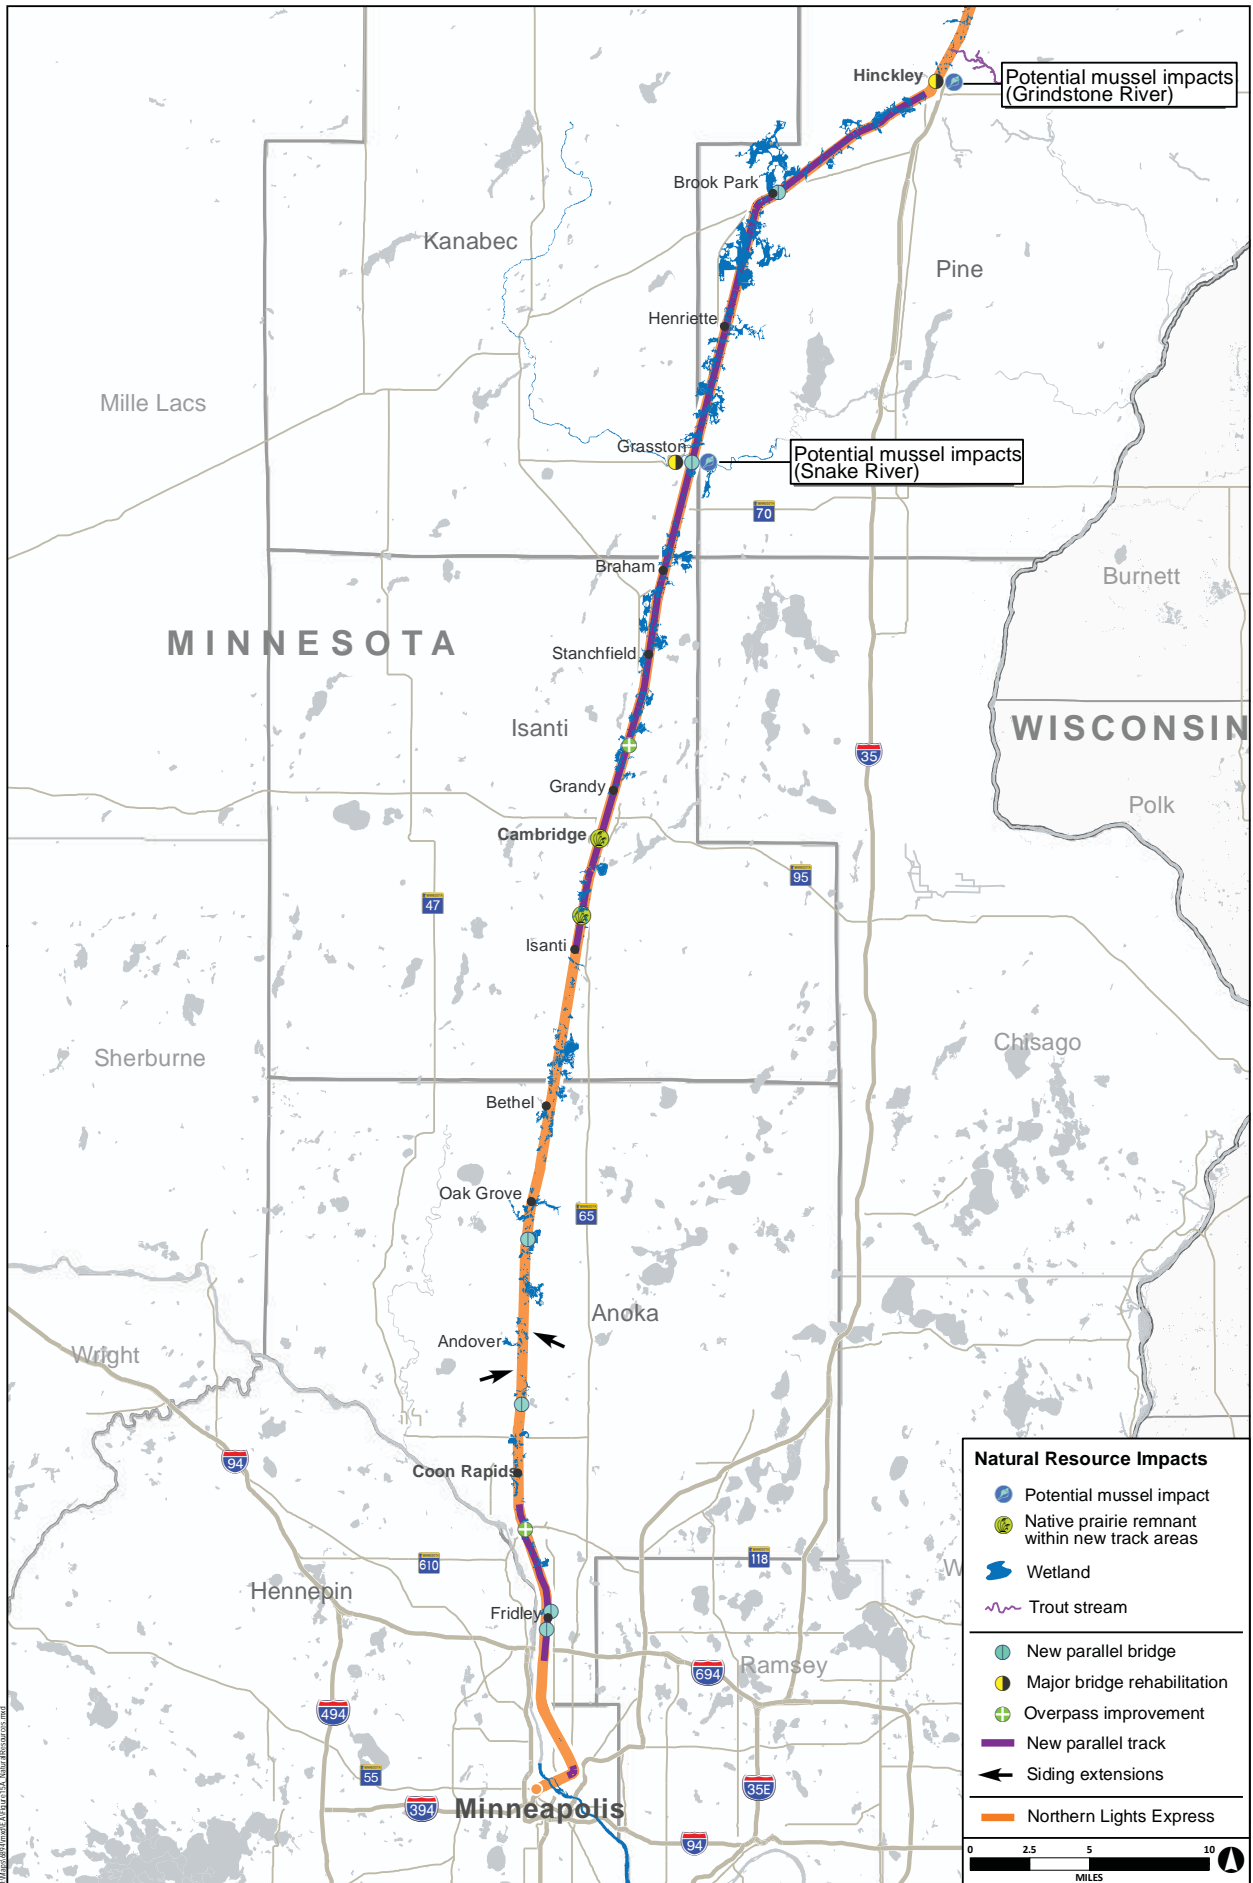 Hinckley
Potential mussel impacts
(Grindstone River)
Brook Park
Kanabec
Pine
Henriette
Mille Lacs
Grasston
Potential mussel impacts
(Snake River)
70
Braham
Burnett
MINNESOTA
Stanchfield
Isanti
WISCONSIN
35
Grandy
Polk
Cambridge
95
47
Isanti
Sherburne
Chisago
Bethel
Oak Grove
65
Anoka
Andover
Wright
94
Coon Rapids
610
118
W
Hennepin
Fridley
694
Ramsey
494
55
35E
394
Minneapolis
94
Natural Resource Impacts
Potential mussel impact
Native prairie remnant
within new track areas
Wetland
Trout stream
New parallel bridge
Major bridge rehabilitation
Overpass improvement
New parallel track
Siding extensions
Northern Lights Express
0 2.5 5 10
MILES